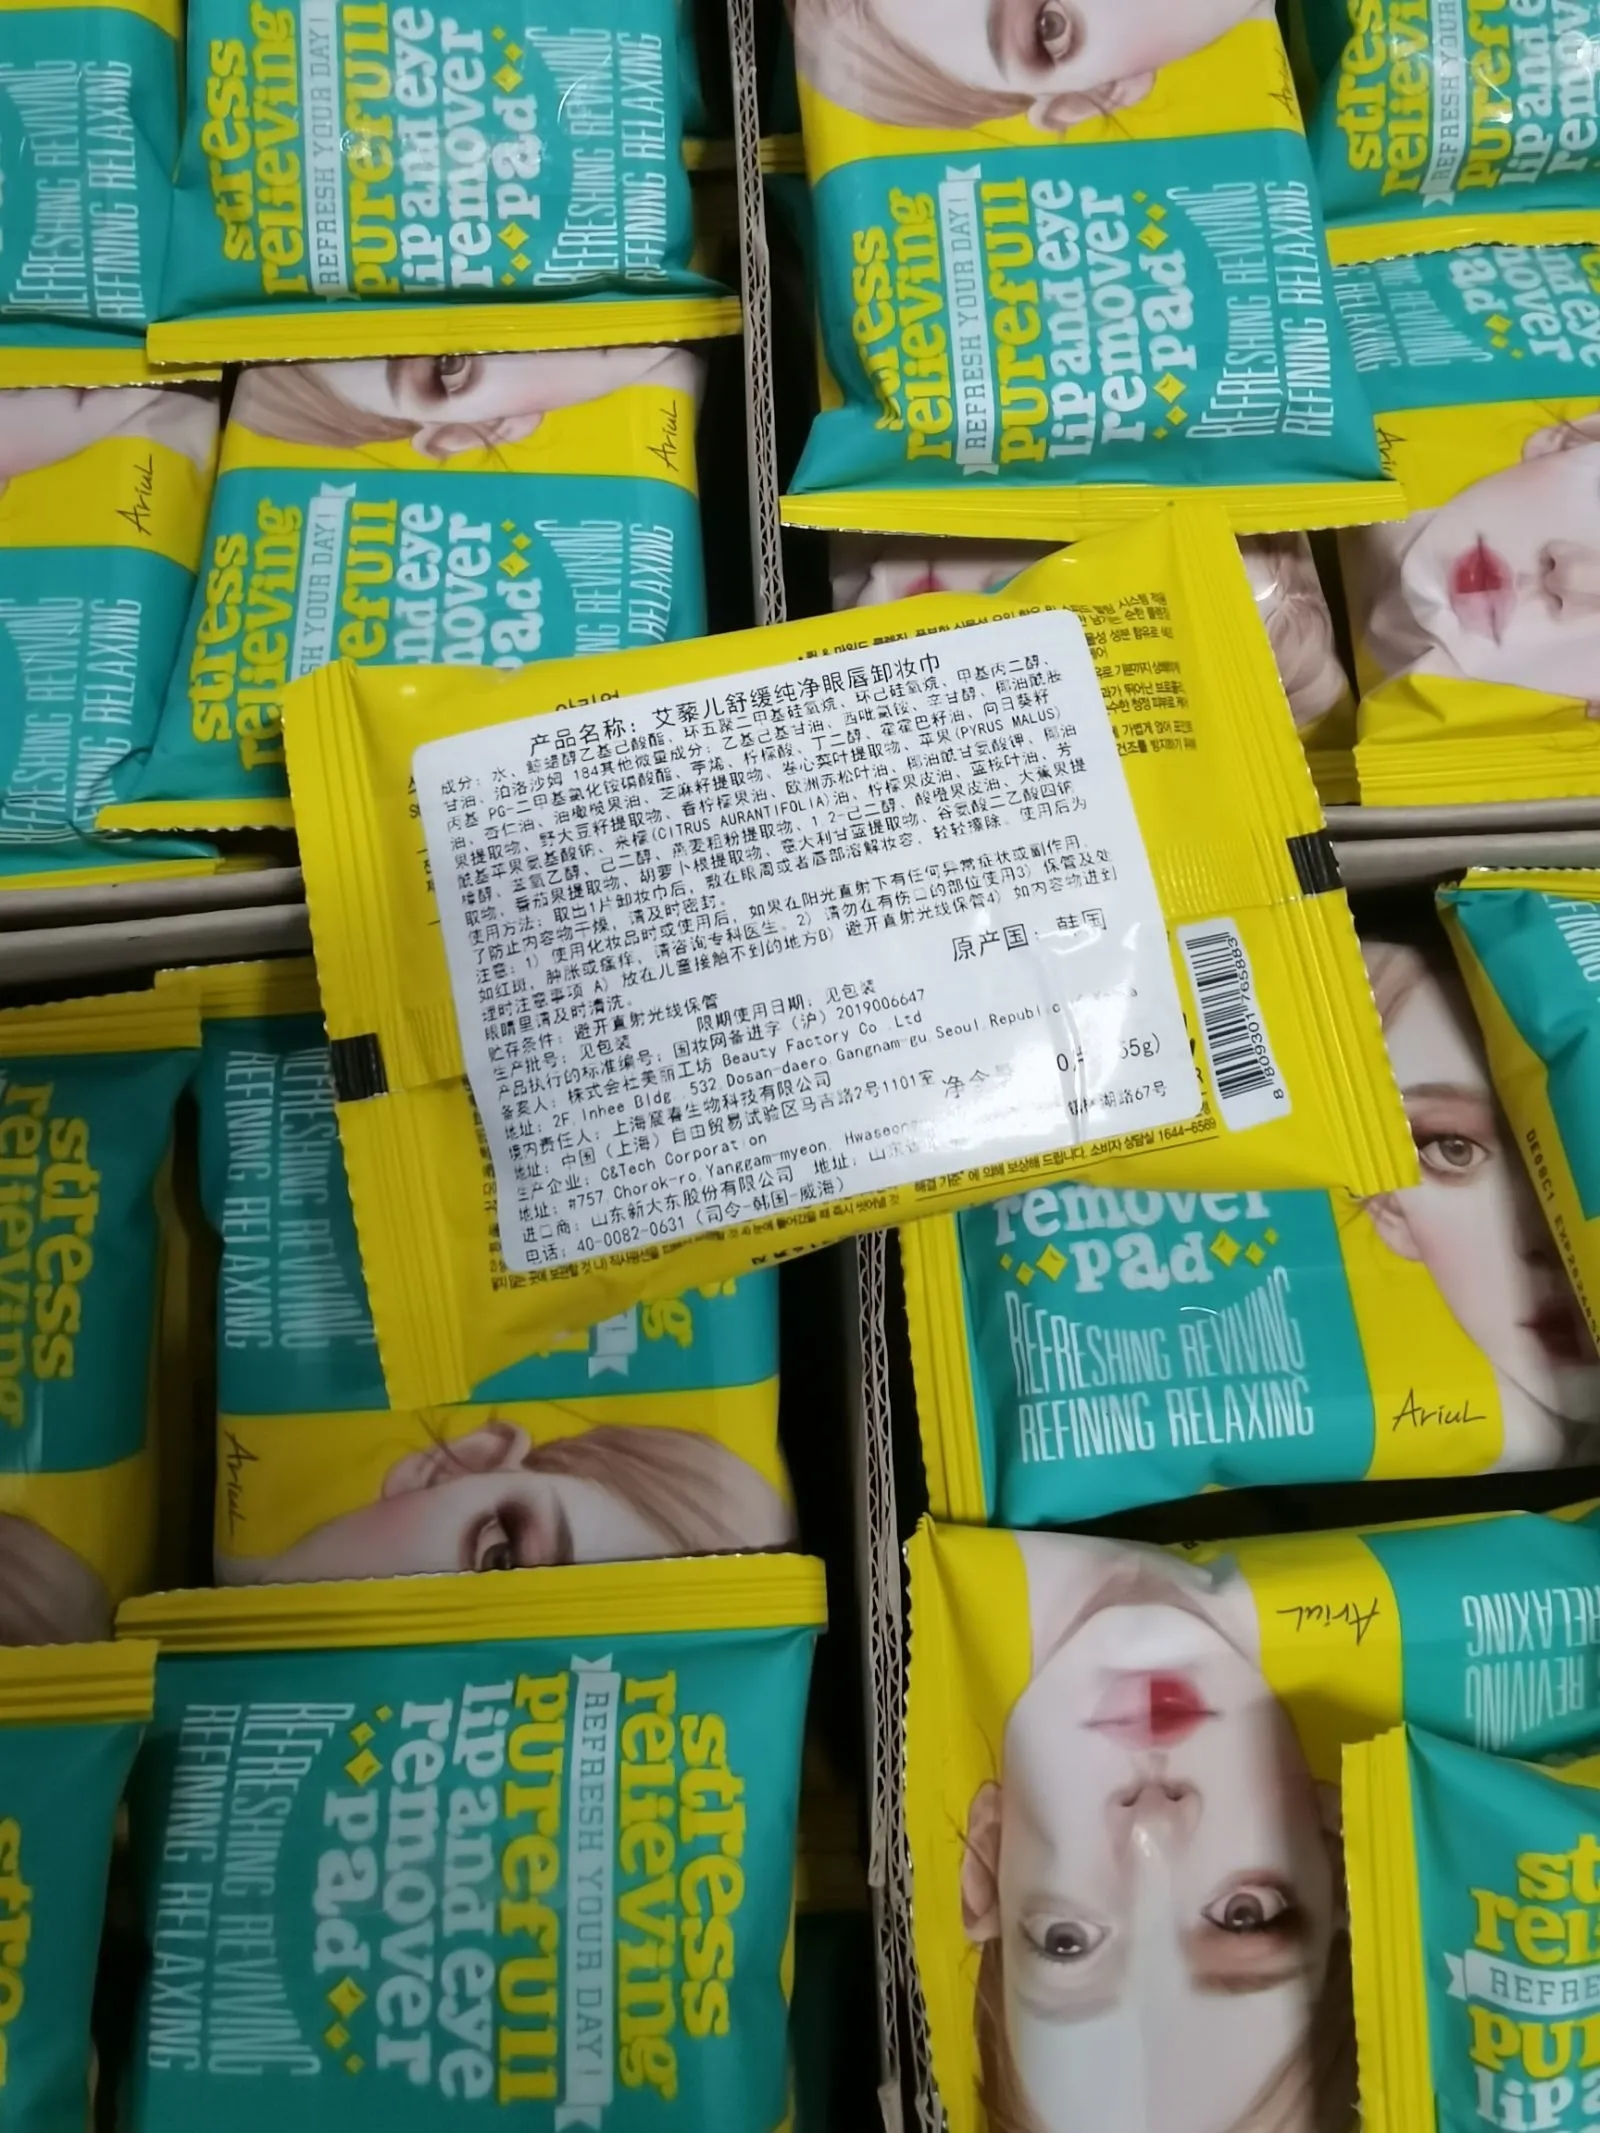 stress
relieving
REFRESH YOUR DAY!
purefull
lip and eye
remover
pad
REFRESHING REVIVING
REFINING RELAXING
Ariul
产品名称：艾藜儿舒缓纯净眼唇卸妆巾
成分：水、鲸蜡醇乙基己酸酯、环五聚二甲基硅氧烷、环己硅氧烷、甲基丙二醇、
甘油、泊洛沙姆 184其他微量成分：乙基己基甘油、西吡氯铵、辛甘醇、椰油酰胺
丙基 PG-二甲基氯化铵磷酸酯、苧烯、柠檬酸、丁二醇、霍霍巴籽油、向日葵籽
油、杏仁油、油橄榄果油、芝麻籽提取物、卷心菜叶提取物、苹果(PYRUS MALUS)
果提取物、野大豆籽提取物、香柠檬果油、欧洲赤松叶油、椰油酰甘氨酸钾、椰油
酰基苹果氨基酸钠、来檬(CITRUS AURANTIFOLIA)油、柠檬果皮油、蓝桉叶油、芳
樟醇、苯氧乙醇、己二醇、燕麦粗粉提取物、1,2-己二醇、酸橙果皮油、大蕉果提
取物、番茄果提取物、胡萝卜根提取物、意大利甘蓝提取物、谷氨酸二乙酸四钠
使用方法：取出1片卸妆巾后，敷在眼周或者唇部溶解妆容，轻轻擦除。使用后为
了防止内容物干燥，请及时密封。
注意：1) 使用化妆品时或使用后，如果在阳光直射下有任何异常症状或副作用，
如红斑，肿胀或瘙痒，请咨询专科医生。2) 请勿在有伤口的部位使用3) 保管及处
理时注意事项 A) 放在儿童接触不到的地方B) 避开直射光线保管4) 如内容物进到
眼睛里请及时清洗。
原产国：韩国
贮存条件：避开直射光线保管
生产批号：见包装 限期使用日期：见包装
产品执行的标准编号：国妆网备进字（沪）2019006647
备案人：株式会社美丽工坊 Beauty Factory Co.,Ltd
地址：2F, Inhee Bldg., 532, Dosan-daero, Gangnam-gu, Seoul, Republic
境内责任人：上海宸春生物科技有限公司
地址：中国（上海）自由贸易试验区马吉路2号1101室
生产企业：C&Tech Corporation
地址：#757, Chorok-ro, Yanggam-myeon, Hwaseong
进口商：山东新大东股份有限公司 地址：山东 湖路67号
电话：40-0082-0631（司令-韩国-威海）
8 809301 765883
소비자 상담실 1644-6569